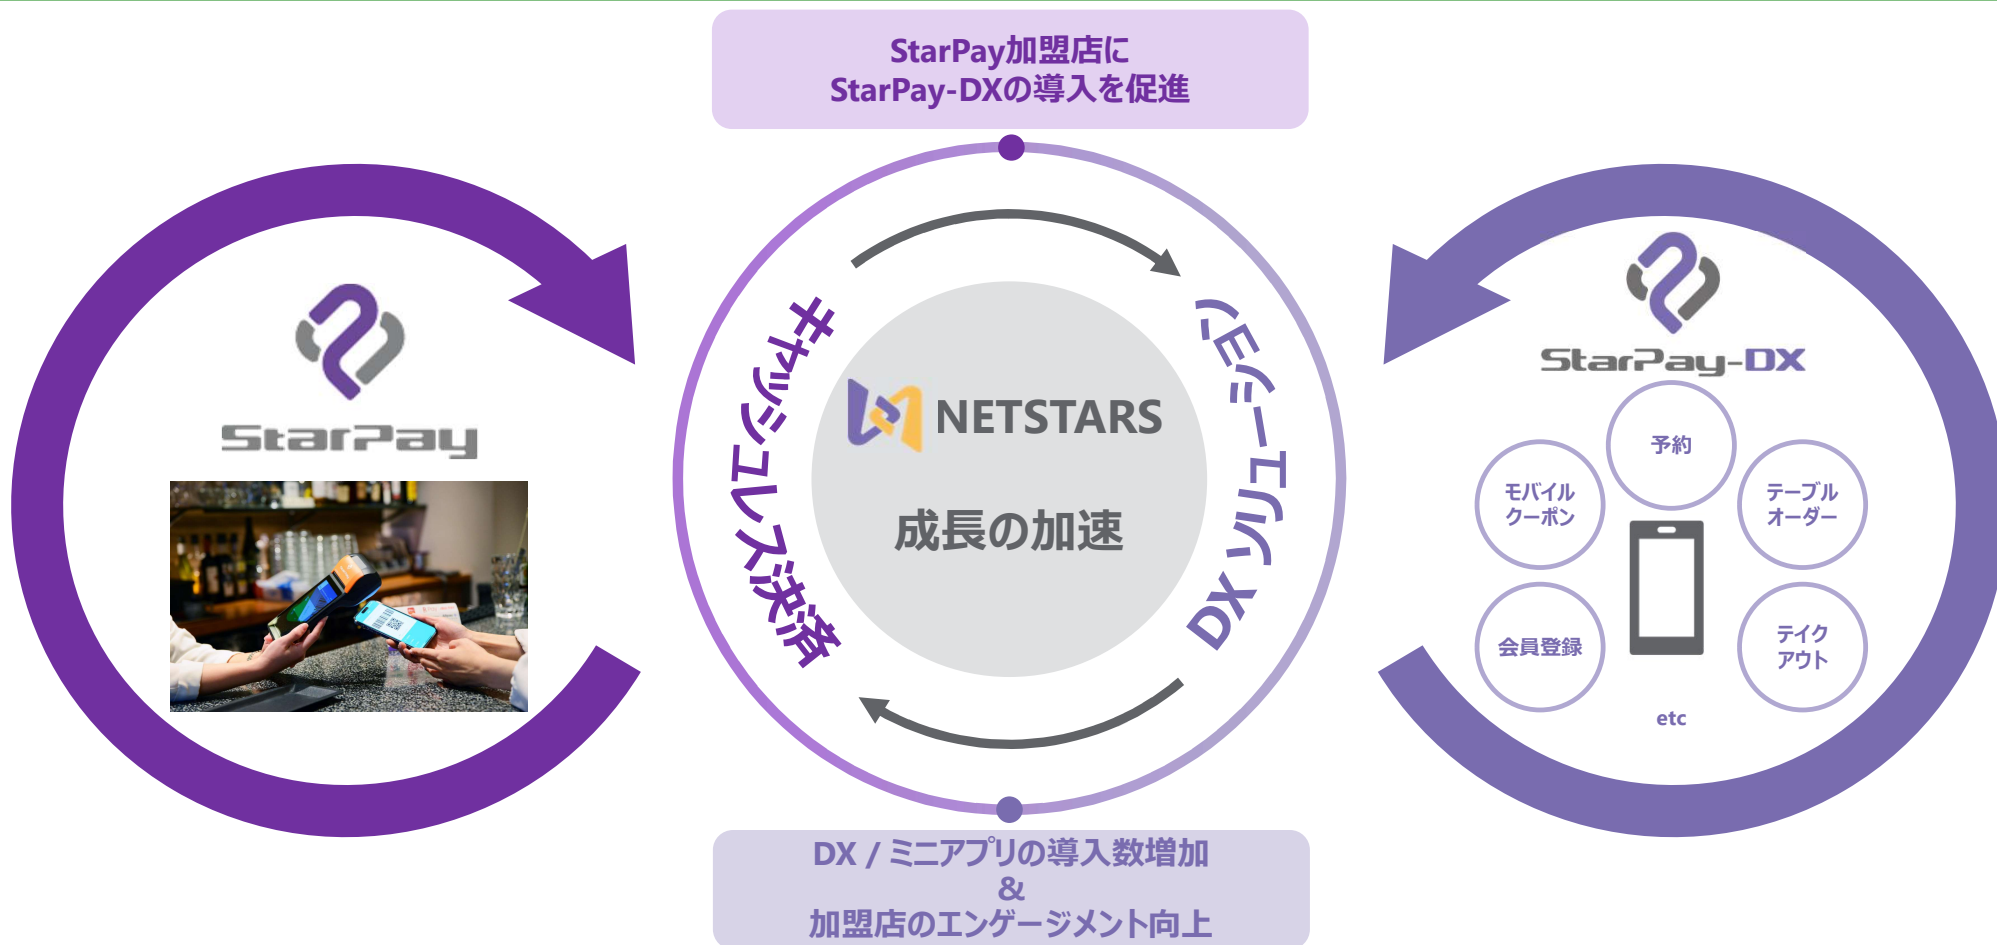 StarPay加盟店に
StarPay-DXの導入を促進
StarPay
キャッシュレス決済
NETSTARS
成長の加速
DX ソリューション
StarPay-DX
予約
モバイル
クーポン
テーブル
オーダー
会員登録
テイク
アウト
etc
DX / ミニアプリの導入数増加
&
加盟店のエンゲージメント向上